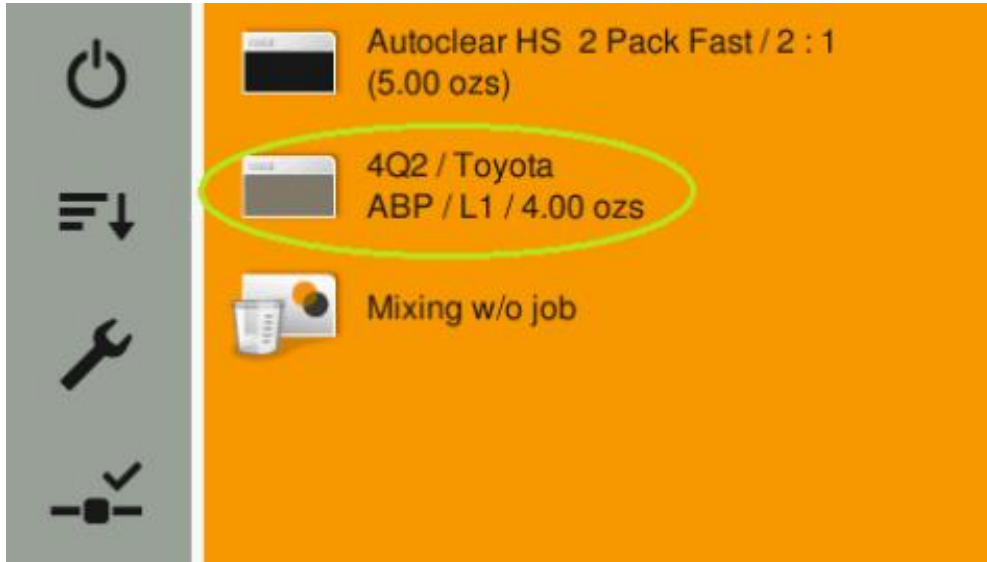 Autoclear HS 2 Pack Fast / 2 : 1
(5.00 ozs)
4Q2 / Toyota
ABP / L1 / 4.00 ozs
Mixing w/o job